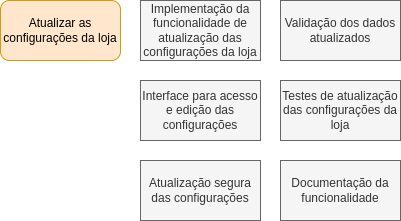 Atualizar as
configurações da loja
Implementação da
funcionalidade de
atualização das
configurações da loja
Validação dos dados
atualizados
Interface para acesso
e edição das
configurações
Testes de atualização
das configurações da
loja
Atualização segura
das configurações
Documentação da
funcionalidade